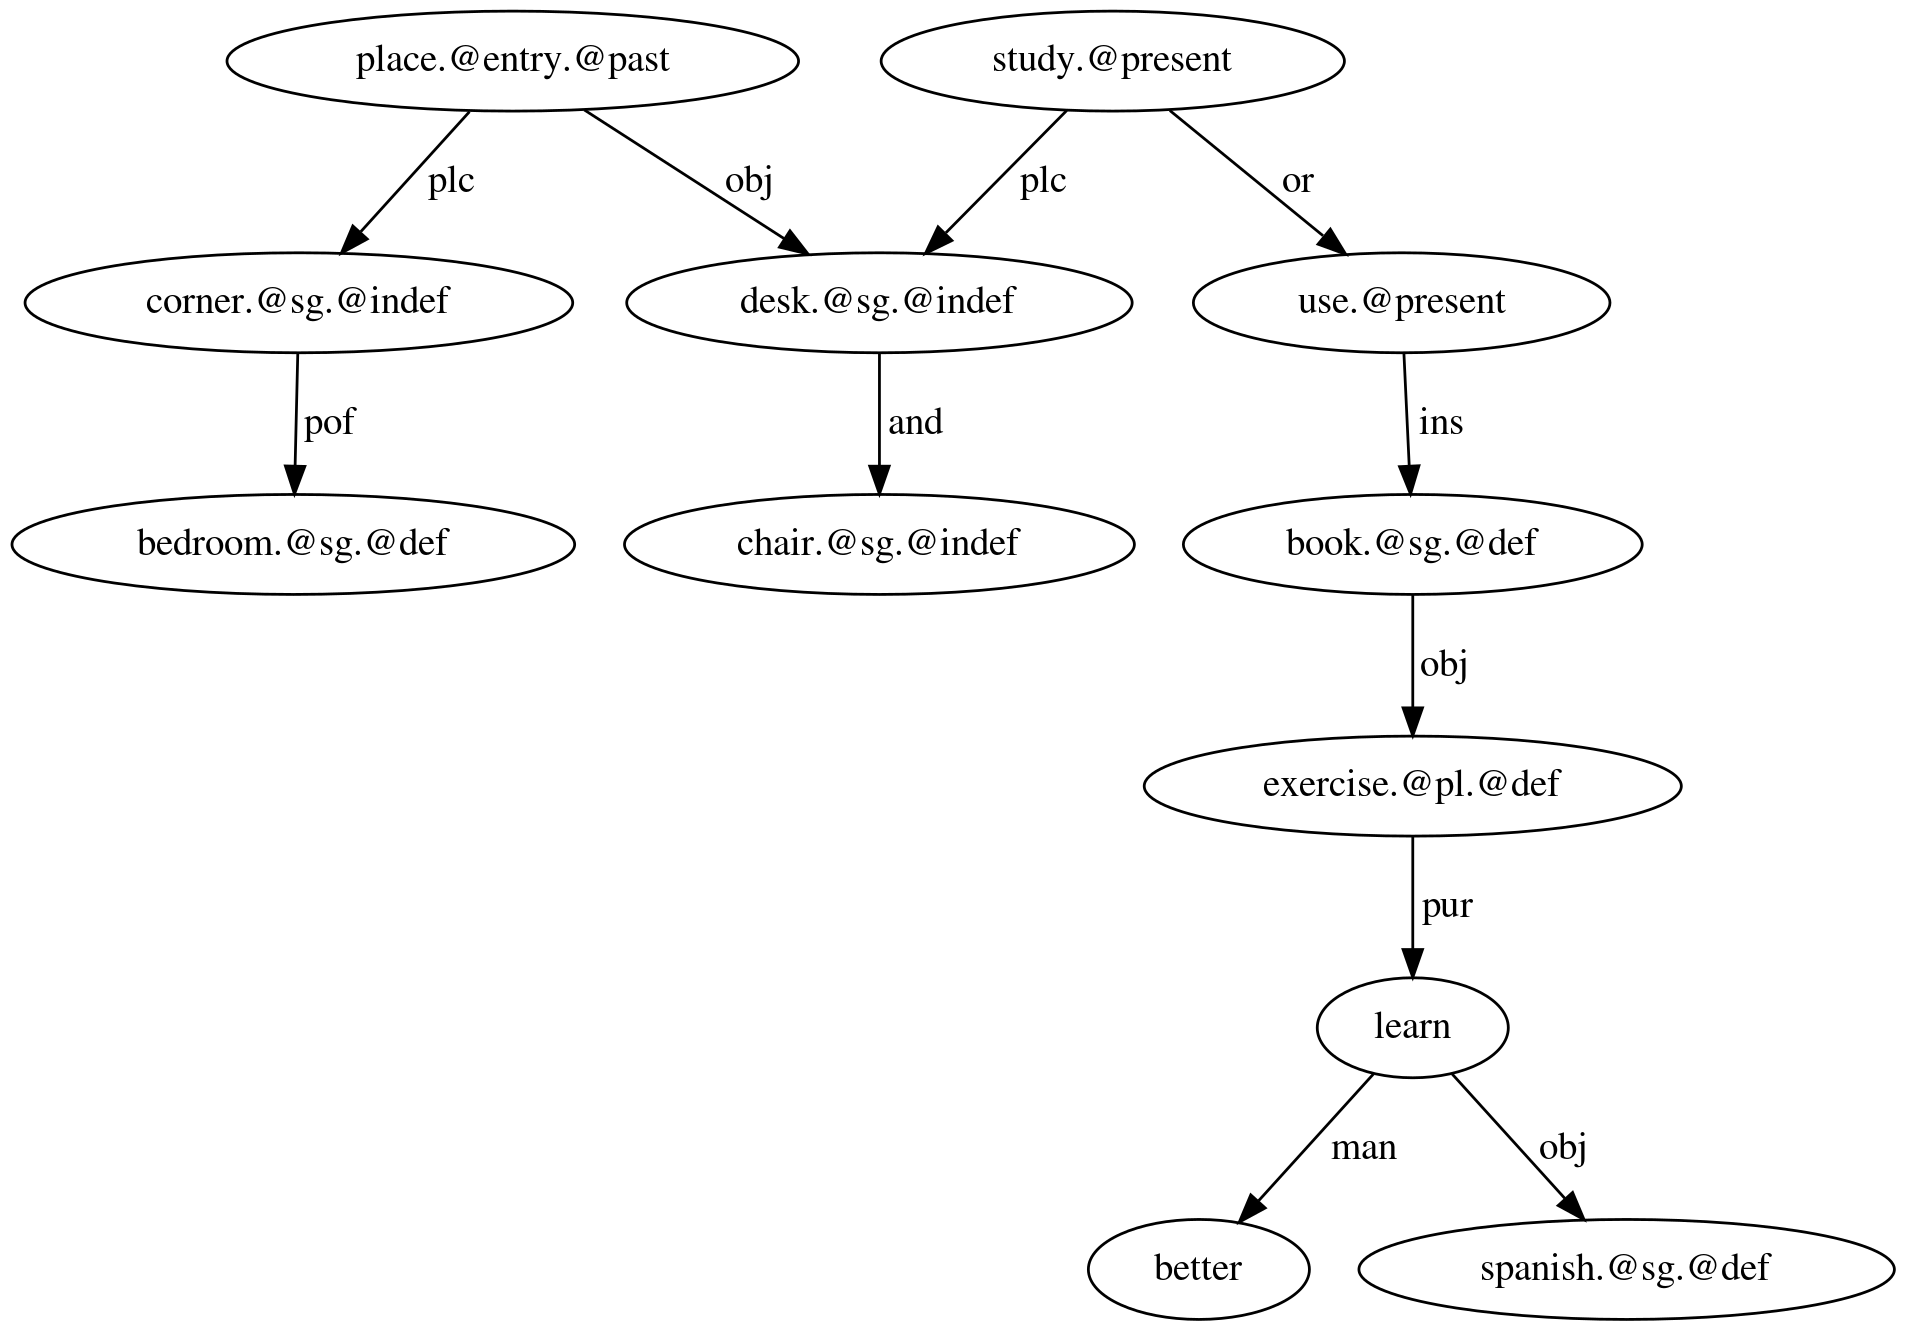 place.@entry.@past
study.@present
plc
obj
plc
or
corner.@sg.@indef
desk.@sg.@indef
use.@present
pof
and
ins
bedroom.@sg.@def
chair.@sg.@indef
book.@sg.@def
obj
exercise.@pl.@def
pur
learn
man
obj
better
spanish.@sg.@def